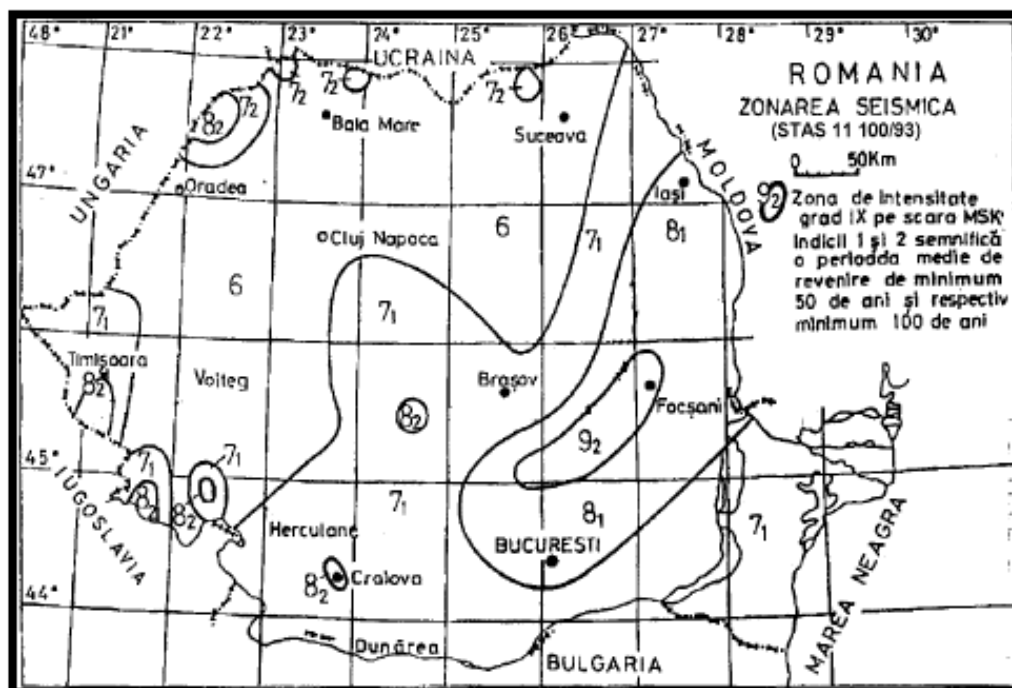 48° 21° 22° 23° 24° 25° 26° 27° 28° 29° 30°
UCRAINA
ROMANIA
ZONAREA SEISMICA
(STAS 11 100/93)
0 50Km
9₂ Zona de intensitate
grad IX pe scara MSK
Indicii 1 și 2 semnifică
o perioada medie de
revenire de minimum
50 de ani și respectiv
minimum 100 de ani
7₂
7₂
7₂
7₂
8₂
Baia Mare
Suceava
UNGARIA
MOLDOVA
47°
Oradea
Iași
Cluj Napoca
6
7₁
8₁
6
7₁
7₁
Timișoara
8₂
Voiteg
Brașov
8₂
Focșani
9₂
45°
7₁
7₁
8₂
8₂
7₁
8₁
7₁
IUGOSLAVIA
Herculane
BUCURESTI
8₂
Craiova
44°
MAREA NEAGRA
Dunărea
BULGARIA